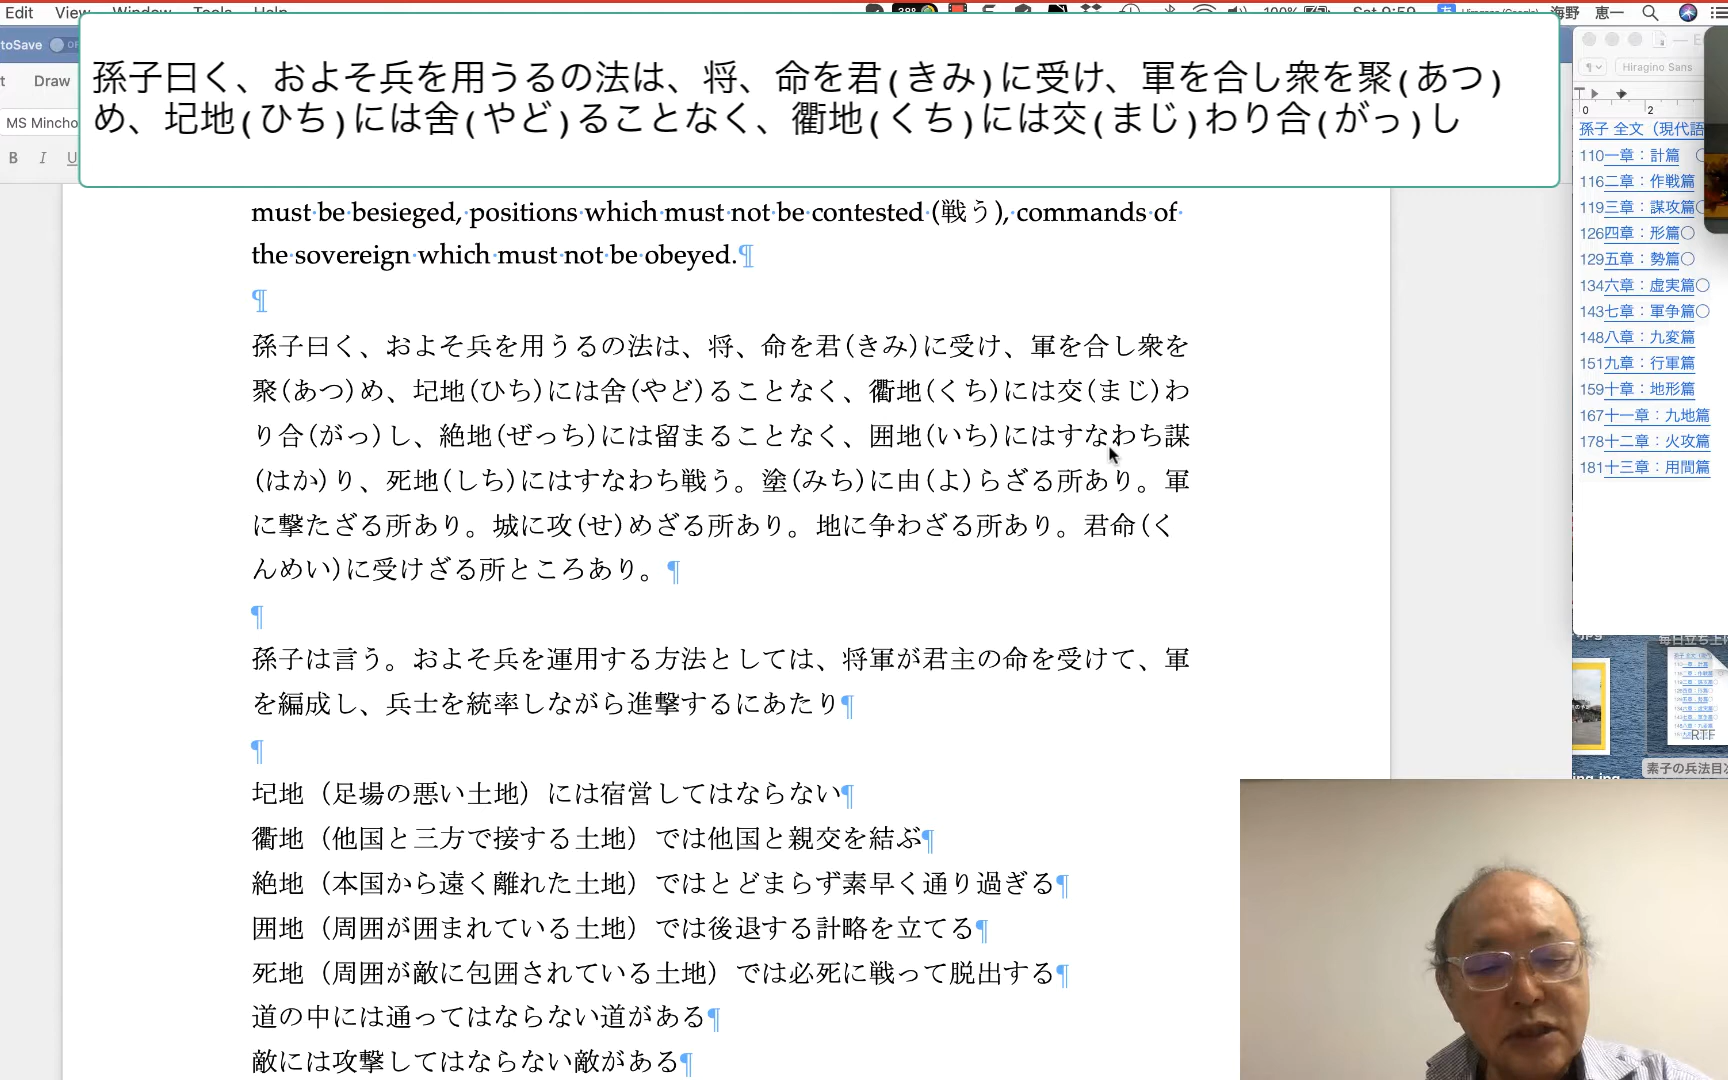 Edit View Window Tools Help
100%
Sat 9:59
海野 恵一
toSave
Draw
MS Mincho
B I U
Hiragino Sans
0 2
孫子曰く、およそ兵を用うるの法は、将、命を君(きみ)に受け、軍を合し衆を聚(あつ)
め、圮地(ひち)には舍(やど)ることなく、衢地(くち)には交(まじ)わり合(がっ)し
must be besieged, positions which must not be contested (戦う), commands of
the sovereign which must not be obeyed.¶
¶
孫子曰く、およそ兵を用うるの法は、将、命を君(きみ)に受け、軍を合し衆を
聚(あつ)め、圮地(ひち)には舍(やど)ることなく、衢地(くち)には交(まじ)わ
り合(がっ)し、絶地(ぜっち)には留まることなく、囲地(いち)にはすなわち謀
(はか)り、死地(しち)にはすなわち戦う。塗(みち)に由(よ)らざる所あり。軍
に撃たざる所あり。城に攻(せ)めざる所あり。地に争わざる所あり。君命(く
んめい)に受けざる所ところあり。¶
¶
孫子は言う。およそ兵を運用する方法としては、将軍が君主の命を受けて、軍
を編成し、兵士を統率しながら進撃するにあたり¶
¶
圮地（足場の悪い土地）には宿営してはならない¶
衢地（他国と三方で接する土地）では他国と親交を結ぶ¶
絶地（本国から遠く離れた土地）ではとどまらず素早く通り過ぎる¶
囲地（周囲が囲まれている土地）では後退する計略を立てる¶
死地（周囲が敵に包囲されている土地）では必死に戦って脱出する¶
道の中には通ってはならない道がある¶
敵には攻撃してはならない敵がある¶
孫子 全文（現代語
110一章：計篇
116二章：作戦篇
119三章：謀攻篇○
126四章：形篇○
129五章：勢篇○
134六章：虚実篇○
143七章：軍争篇○
148八章：九変篇
151九章：行軍篇
159十章：地形篇
167十一章：九地篇
178十二章：火攻篇
181十三章：用間篇
RTF
素子の兵法目次